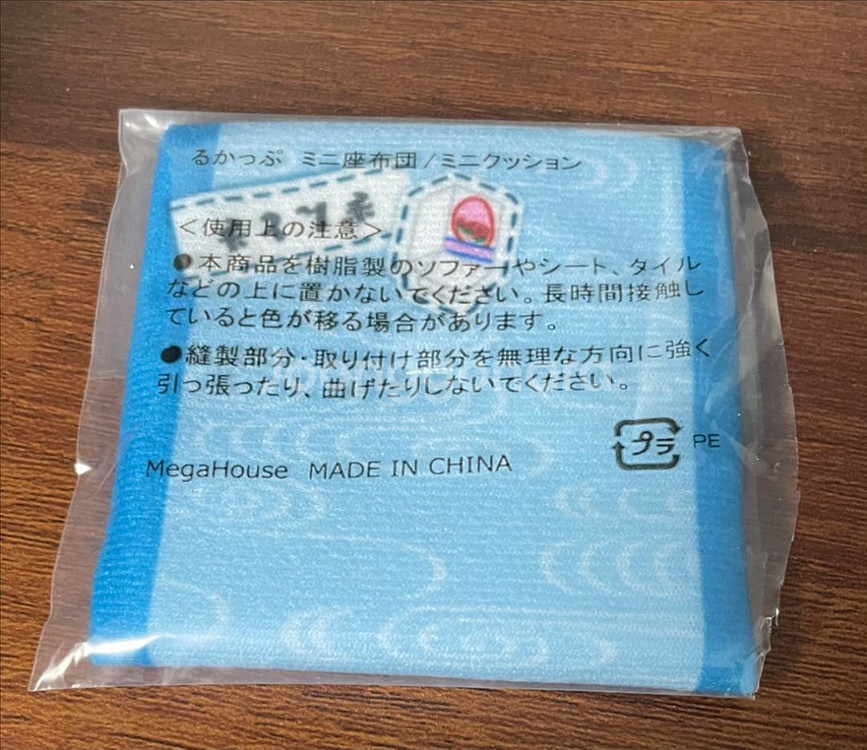 るかっぷ ミニ座布団/ミニクッション
<使用上の注意>
●本商品を樹脂製のソファーやシート、タイル
などの上に置かないでください。長時間接触し
ていると色が移る場合があります。
●縫製部分・取り付け部分を無理な方向に強く
引っ張ったり、曲げたりしないでください。
プラ PE
MegaHouse MADE IN CHINA